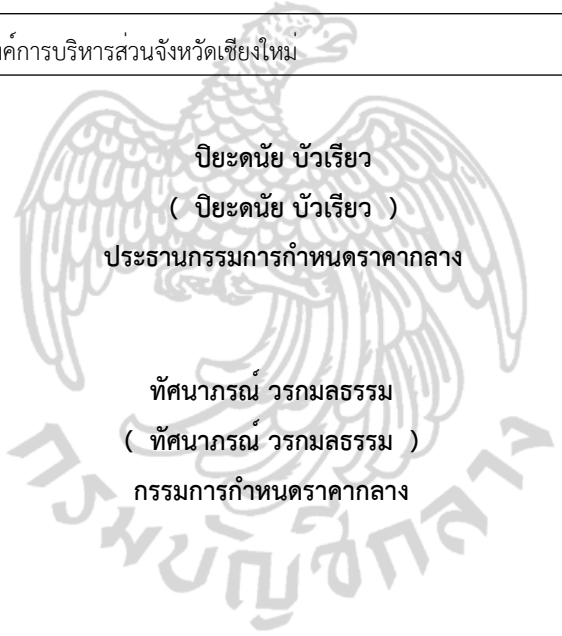 ค์การบริหารส่วนจังหวัดเชียงใหม่
ปิยะดนัย บัวเรียว
( ปิยะดนัย บัวเรียว )
ประธานกรรมการกำหนดราคากลาง
ทัศนาภรณ์ วรกมลธรรม
( ทัศนาภรณ์ วรกมลธรรม )
กรรมการกำหนดราคากลาง
กรมบัญชีกลาง